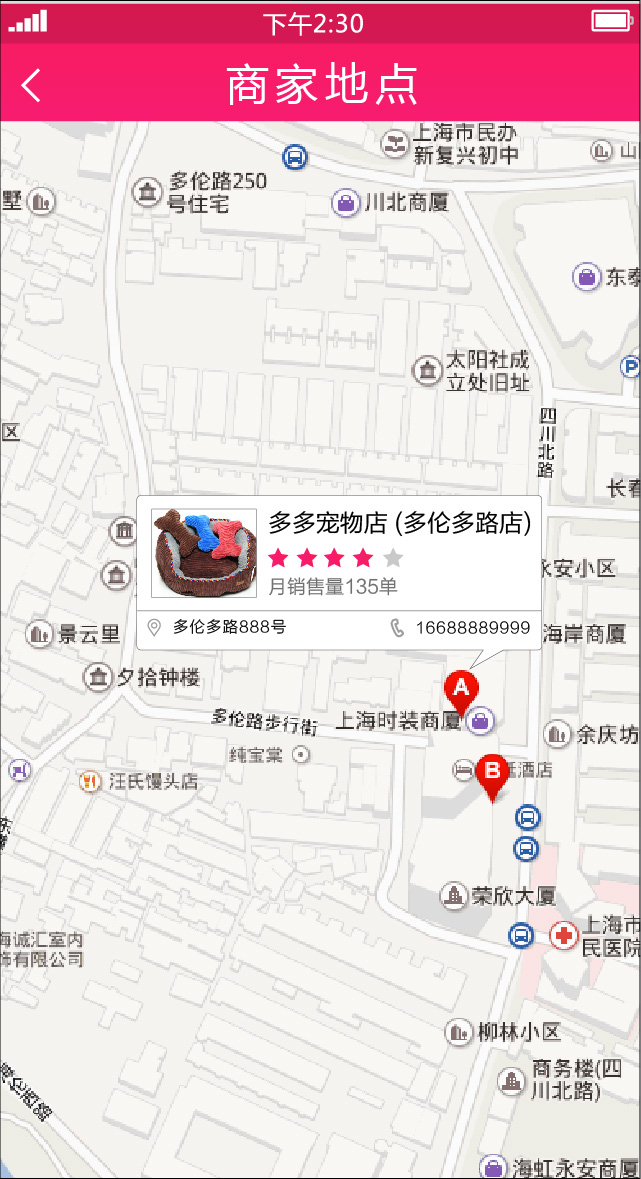 下午2:30
商家地点
上海市民办
新复兴初中
山
多伦路250
号住宅
墅
川北商厦
东泰
太阳社成
立处旧址
P
四川北路
区
长春
多多宠物店 (多伦多路店)
月销售量135单
永安小区
多伦多路888号
16688889999
景云里
海岸商厦
夕拾钟楼
A
多伦路步行街
上海时装商厦
余庆坊
纯宝棠
B
酒店
汪氏馒头店
东
荣欣大厦
上海市
民医院
海诚汇室内
饰有限公司
柳林小区
商务楼(四
川北路)
海虹永安商厦